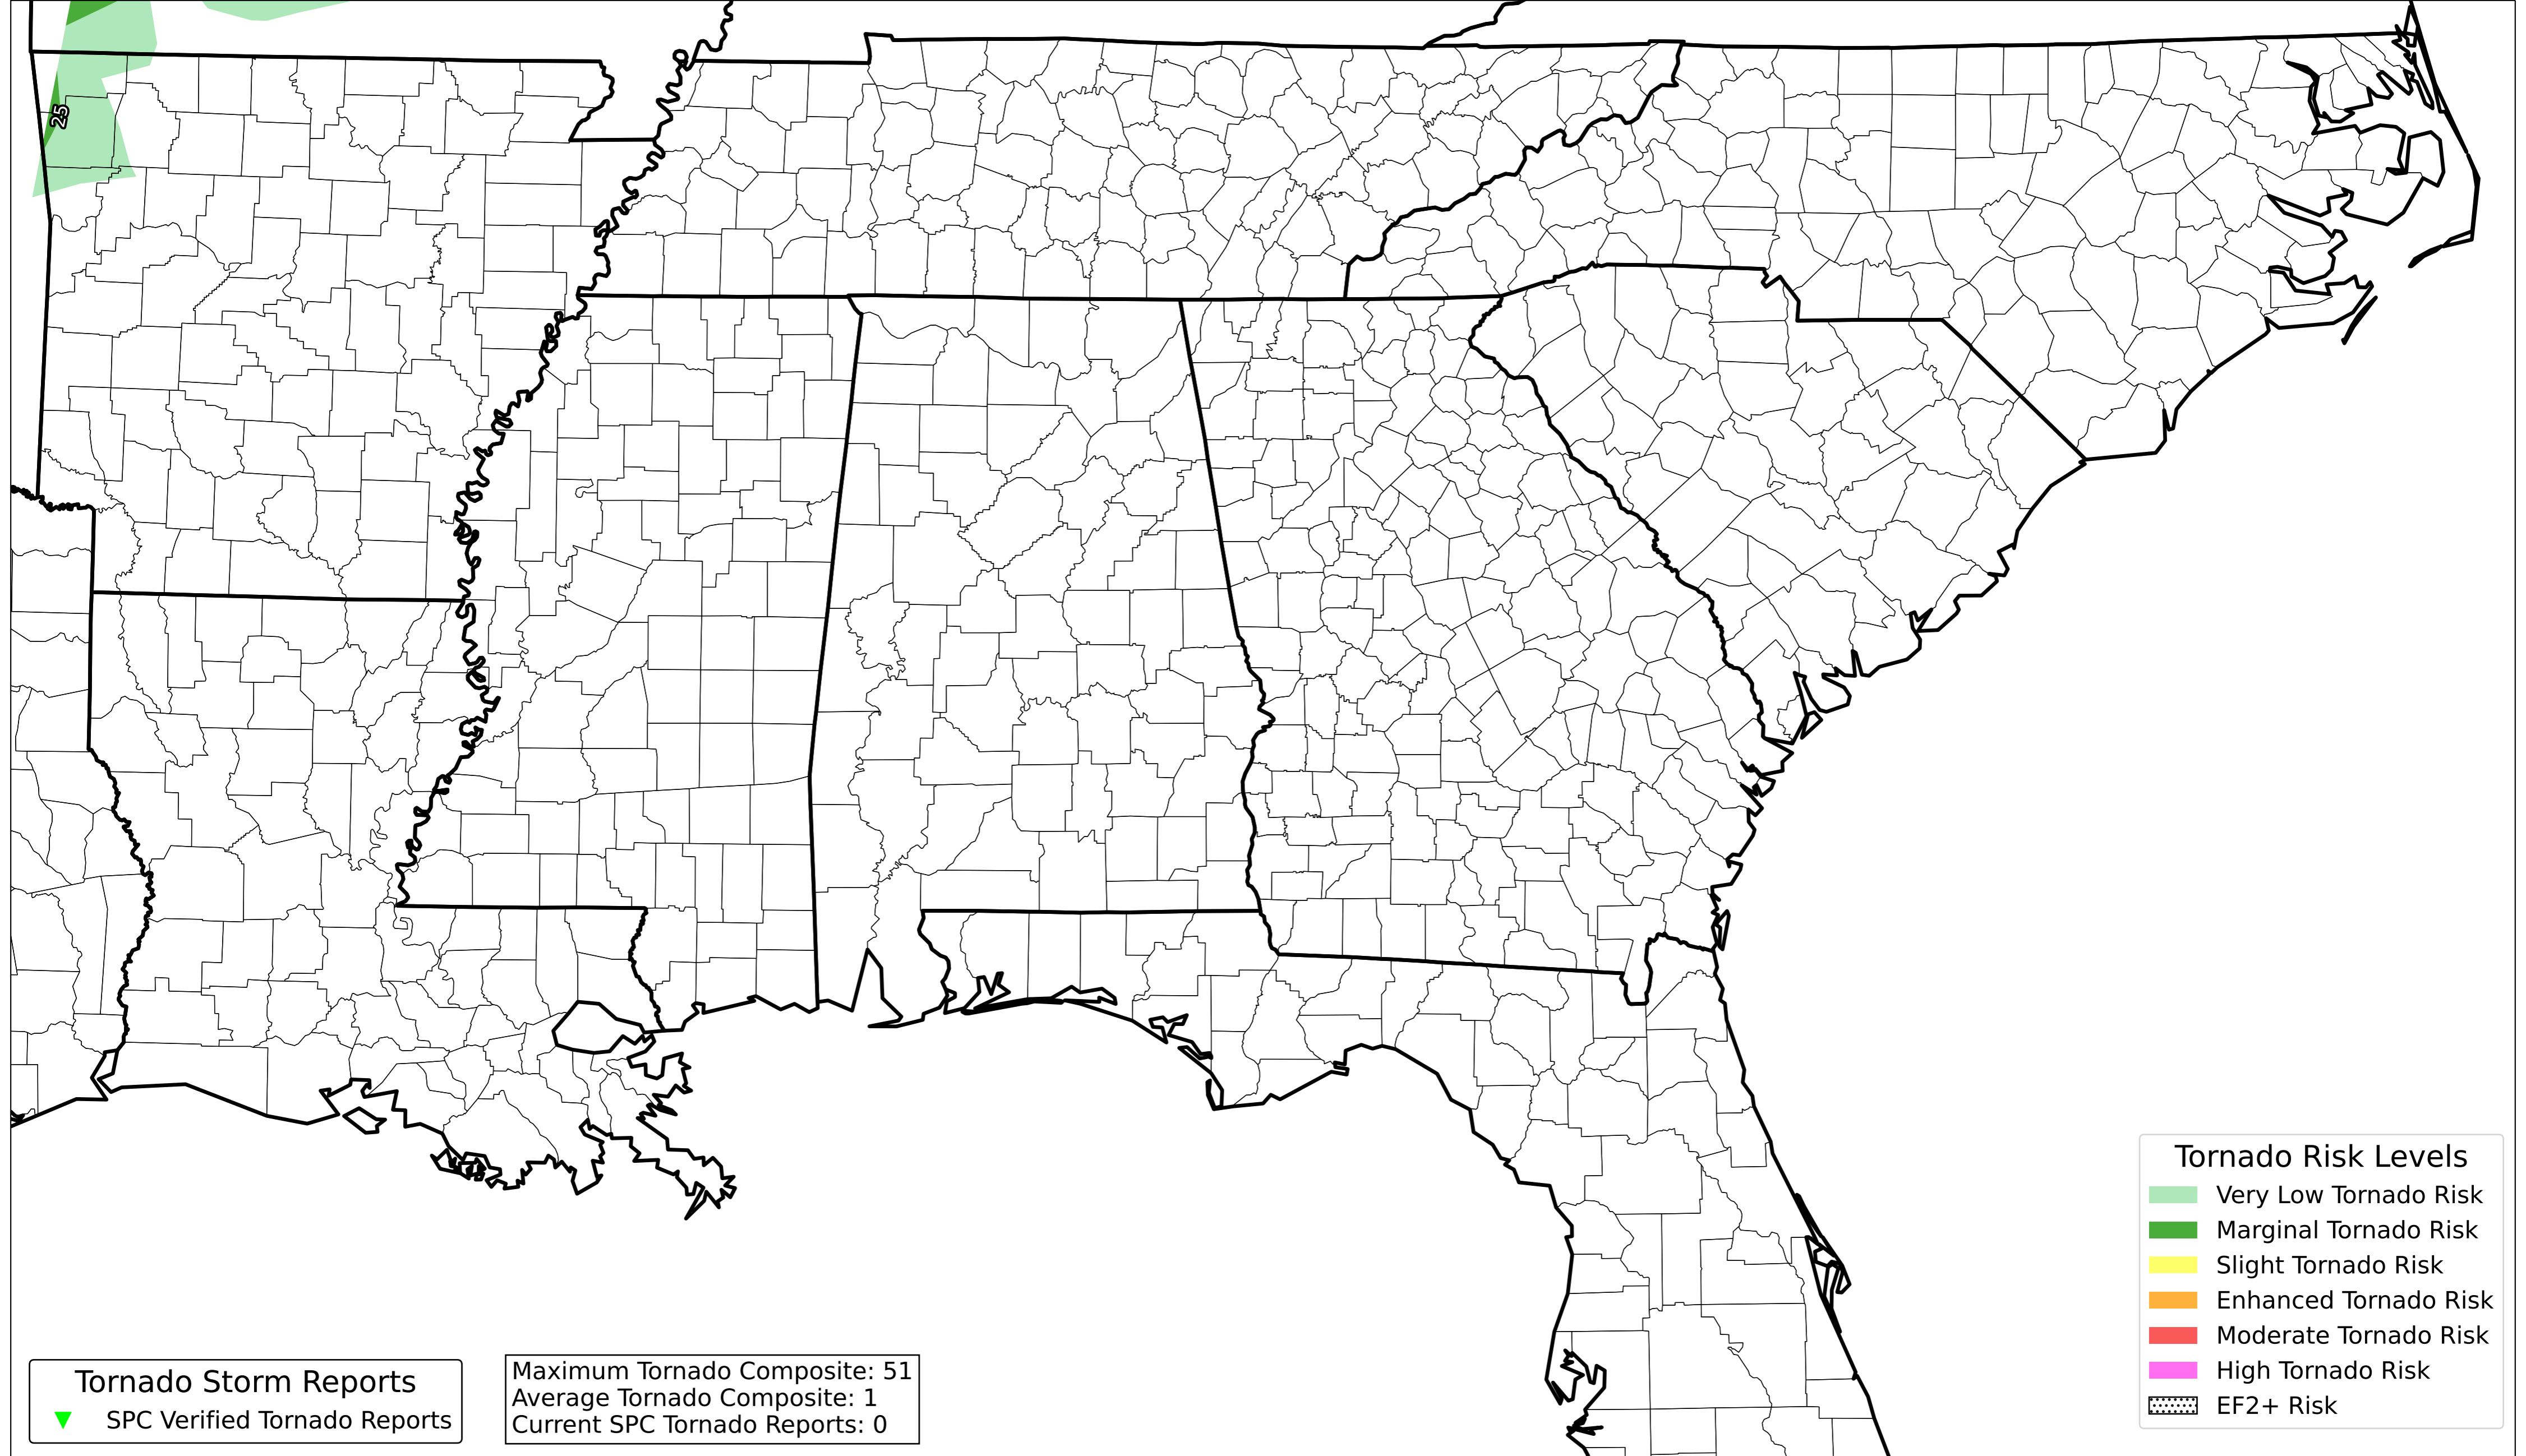 25
Tornado Risk Levels
Very Low Tornado Risk
Marginal Tornado Risk
Slight Tornado Risk
Enhanced Tornado Risk
Moderate Tornado Risk
High Tornado Risk
EF2+ Risk
Tornado Storm Reports
SPC Verified Tornado Reports
Maximum Tornado Composite: 51
Average Tornado Composite: 1
Current SPC Tornado Reports: 0